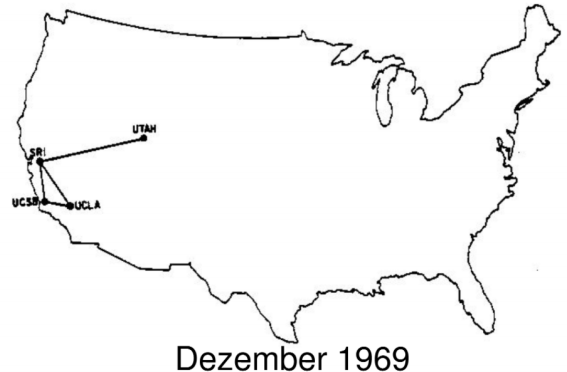 UTAH
SRI
UCSB
UCLA
Dezember 1969